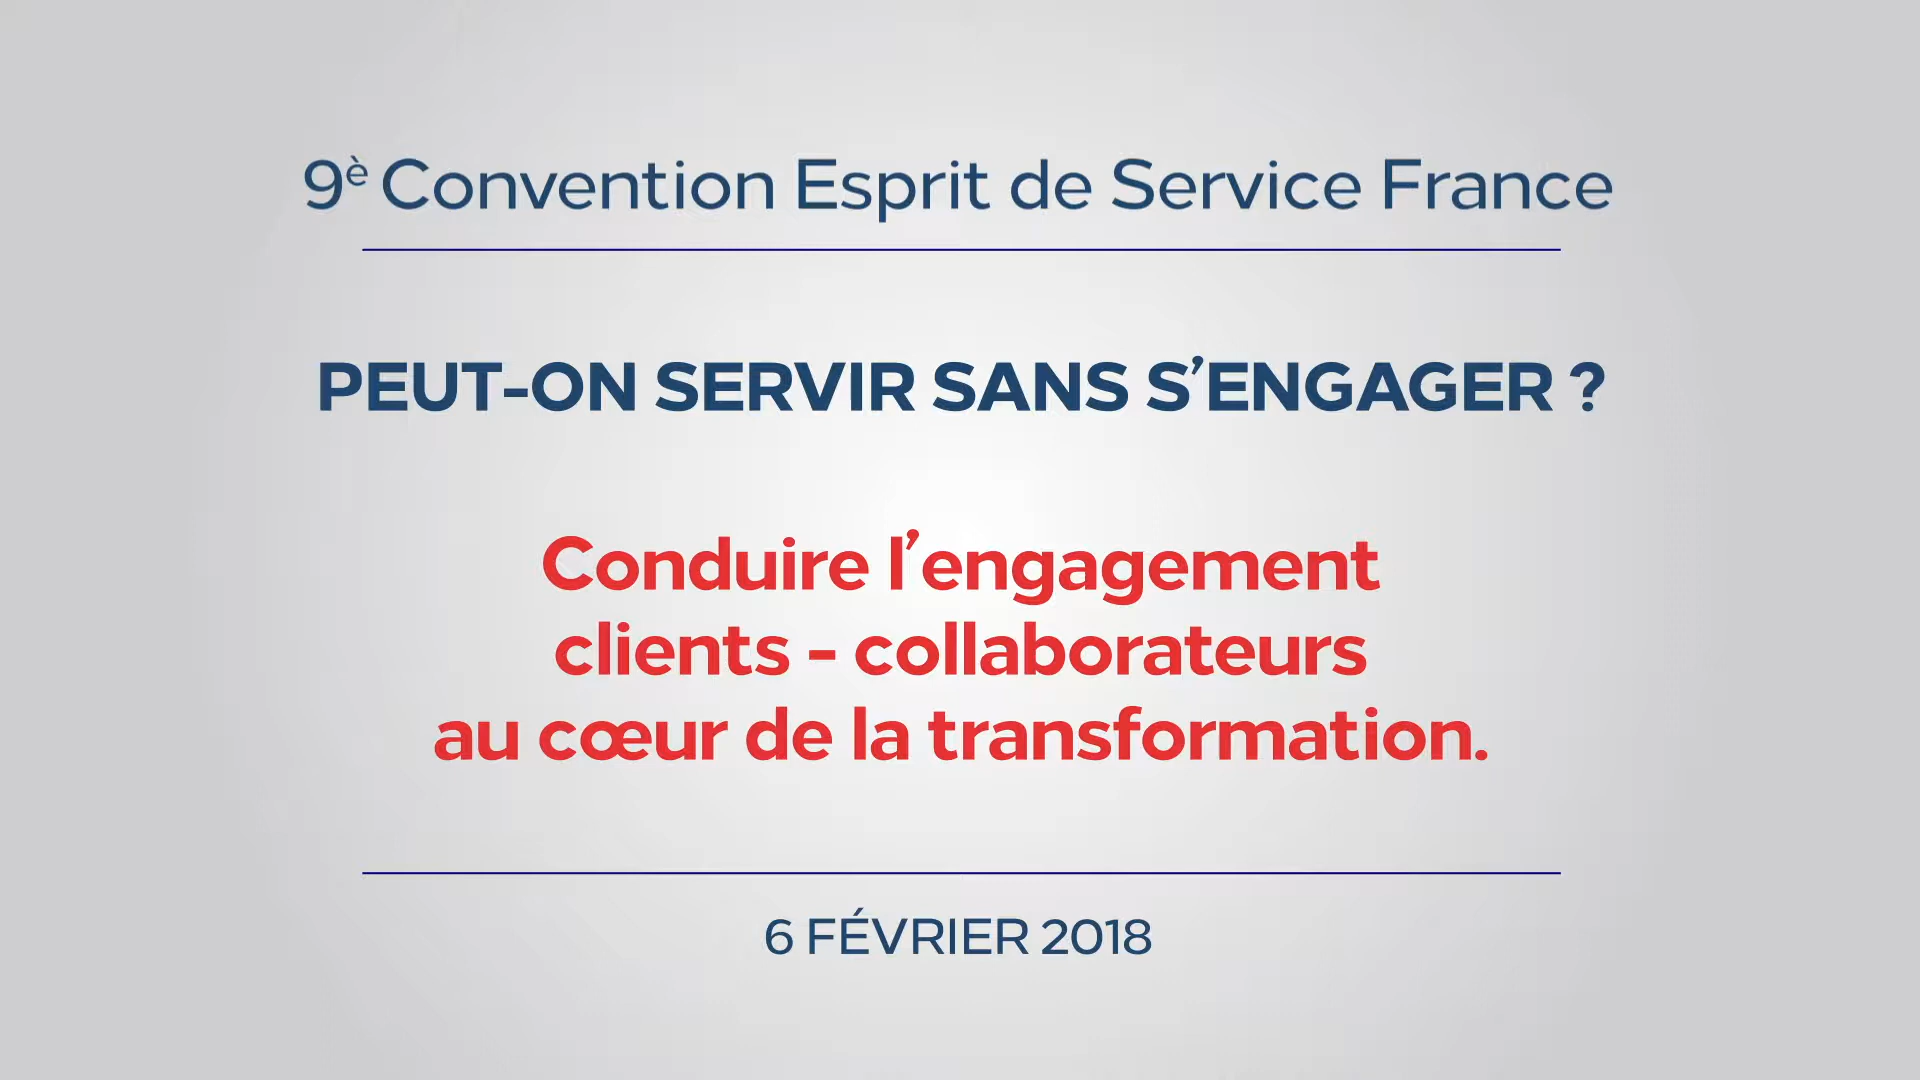 9è Convention Esprit de Service France
PEUT-ON SERVIR SANS S’ENGAGER ?
Conduire l’engagement
clients - collaborateurs
au cœur de la transformation.
6 FÉVRIER 2018